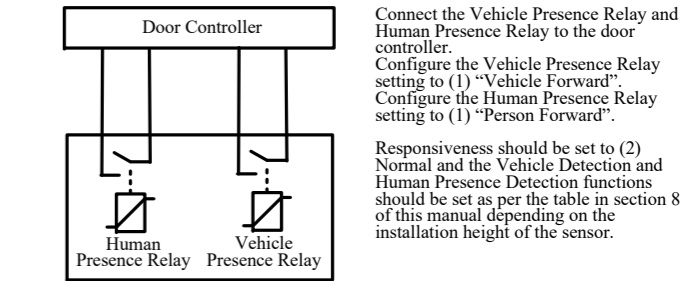 Door Controller
Human
Presence Relay
Vehicle
Presence Relay
Connect the Vehicle Presence Relay and
Human Presence Relay to the door
controller.
Configure the Vehicle Presence Relay
setting to (1) “Vehicle Forward”.
Configure the Human Presence Relay
setting to (1) “Person Forward”.
Responsiveness should be set to (2)
Normal and the Vehicle Detection and
Human Presence Detection functions
should be set as per the table in section 8
of this manual depending on the
installation height of the sensor.